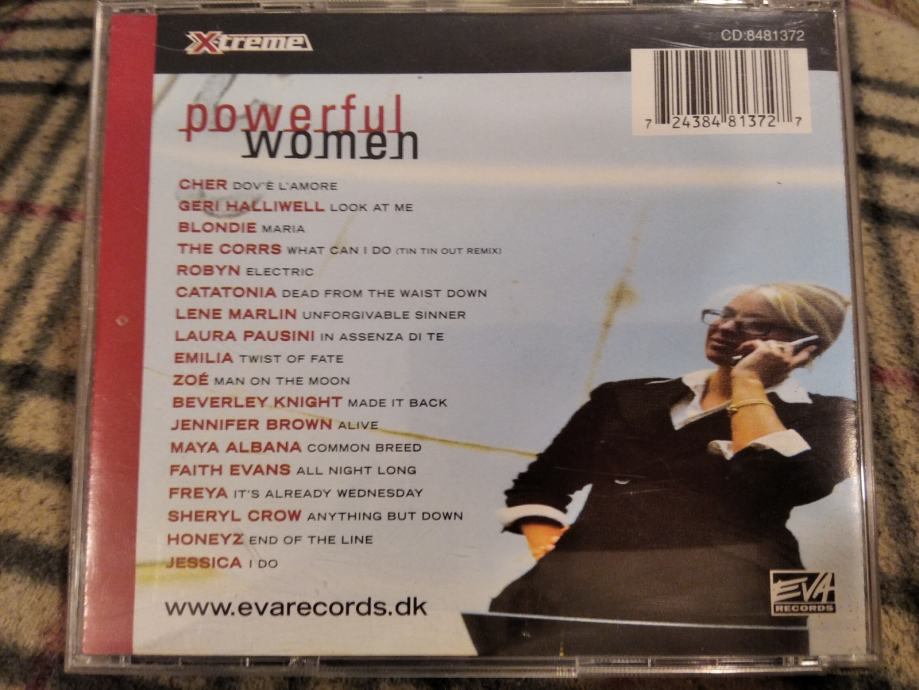 Xtreme
CD:8481372
7 24384 81372 7
powerful
women
CHER DOV'È L'AMORE
GERI HALLIWELL LOOK AT ME
BLONDIE MARIA
THE CORRS WHAT CAN I DO (TIN TIN OUT REMIX)
ROBYN ELECTRIC
CATATONIA DEAD FROM THE WAIST DOWN
LENE MARLIN UNFORGIVABLE SINNER
LAURA PAUSINI IN ASSENZA DI TE
EMILIA TWIST OF FATE
ZOÉ MAN ON THE MOON
BEVERLEY KNIGHT MADE IT BACK
JENNIFER BROWN ALIVE
MAYA ALBANA COMMON BREED
FAITH EVANS ALL NIGHT LONG
FREYA IT'S ALREADY WEDNESDAY
SHERYL CROW ANYTHING BUT DOWN
HONEYZ END OF THE LINE
JESSICA I DO
www.evarecords.dk
EVA
RECORDS